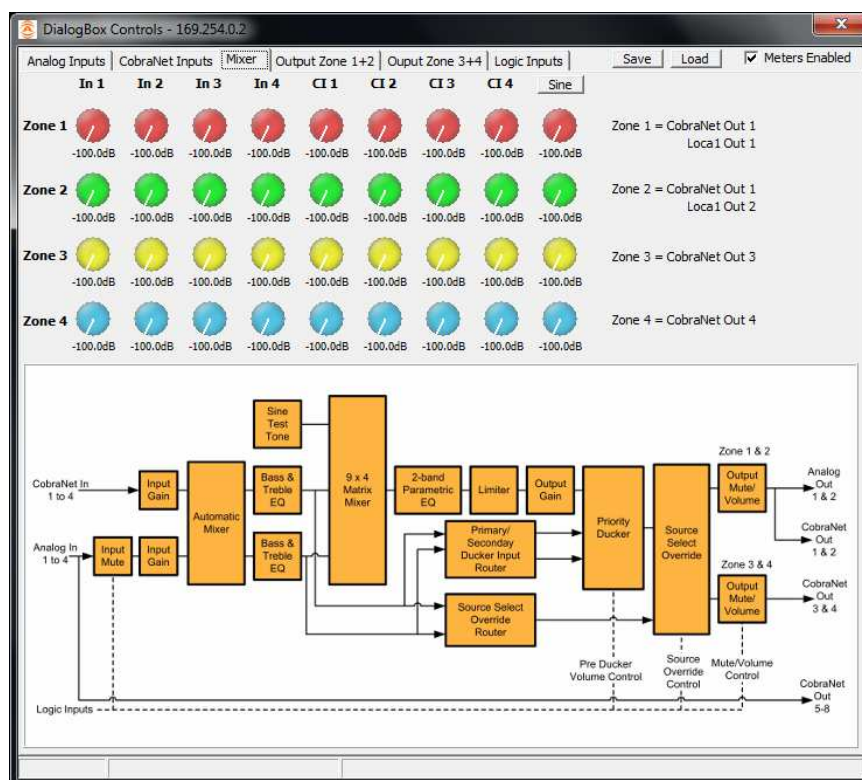 DialogBox Controls - 169.254.0.2
x
Analog Inputs CobraNet Inputs Mixer Output Zone 1+2 Ouput Zone 3+4 Logic Inputs Save Load Meters Enabled
In 1 In 2 In 3 In 4 CI 1 CI 2 CI 3 CI 4 Sine
Zone 1 Zone 1 = CobraNet Out 1
-100.0dB -100.0dB -100.0dB -100.0dB -100.0dB -100.0dB -100.0dB -100.0dB -100.0dB Loca1 Out 1
Zone 2 Zone 2 = CobraNet Out 1
-100.0dB -100.0dB -100.0dB -100.0dB -100.0dB -100.0dB -100.0dB -100.0dB -100.0dB Loca1 Out 2
Zone 3 Zone 3 = CobraNet Out 3
-100.0dB -100.0dB -100.0dB -100.0dB -100.0dB -100.0dB -100.0dB -100.0dB -100.0dB
Zone 4 Zone 4 = CobraNet Out 4
-100.0dB -100.0dB -100.0dB -100.0dB -100.0dB -100.0dB -100.0dB -100.0dB -100.0dB
CobraNet In
1 to 4
Analog In
1 to 4
Input
Mute
Input
Gain
Input
Gain
Automatic
Mixer
Sine
Test
Tone
Bass &
Treble
EQ
Bass &
Treble
EQ
9 x 4
Matrix
Mixer
2-band
Parametric
EQ
Limiter
Output
Gain
Primary/
Seconday
Ducker Input
Router
Source Select
Override
Router
Priority
Ducker
Source
Select
Override
Zone 1 & 2
Output
Mute/
Volume
Zone 3 & 4
Output
Mute/
Volume
Analog
Out
1 & 2
CobraNet
Out
1 & 2
CobraNet
Out
3 & 4
Pre Ducker
Volume Control
Source
Override
Control
Mute/Volume
Control
CobraNet
Out
5-8
Logic Inputs